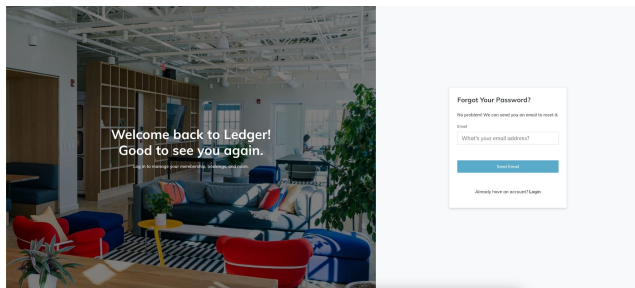 Welcome back to Ledger!
Good to see you again.
Log in to manage your membership, bookings, and more.
Forgot Your Password?
No problem! We can send you an email to reset it.
Email
What's your email address?
Send Email
Already have an account? Login